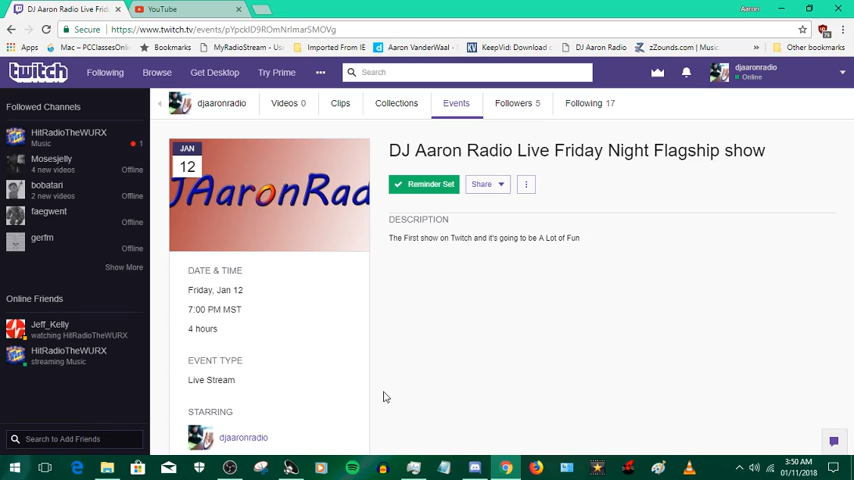 DJ Aaron Radio Live Frida
YouTube
Aaron
Secure
https://www.twitch.tv/events/pYpckID9ROmNrImarSMOVg
Apps
Mac – PCClassesOnli
Bookmarks
MyRadioStream - Us
Imported From IE
Aaron VanderWaal -
KeepVid: Download c
DJ Aaron Radio
zZounds.com | Music
Other bookmarks
twitch
Following
Browse
Get Desktop
Try Prime
Search
djaaronradio
Online
Followed Channels
HitRadioTheWURX
Music
1
Mosesjelly
4 new videos
Offline
bobatari
2 new videos
Offline
faegwent
Offline
gerfm
Offline
Show More
Online Friends
Jeff_Kelly
watching HitRadioTheWURX
HitRadioTheWURX
streaming Music
Search to Add Friends
djaaronradio
Videos 0
Clips
Collections
Events
Followers 5
Following 17
JAN
12
JAaronRad
DATE & TIME
Friday, Jan 12
7:00 PM MST
4 hours
EVENT TYPE
Live Stream
STARRING
djaaronradio
DJ Aaron Radio Live Friday Night Flagship show
Reminder Set
Share
DESCRIPTION
The First show on Twitch and it's going to be A Lot of Fun
3:50 AM
01/11/2018